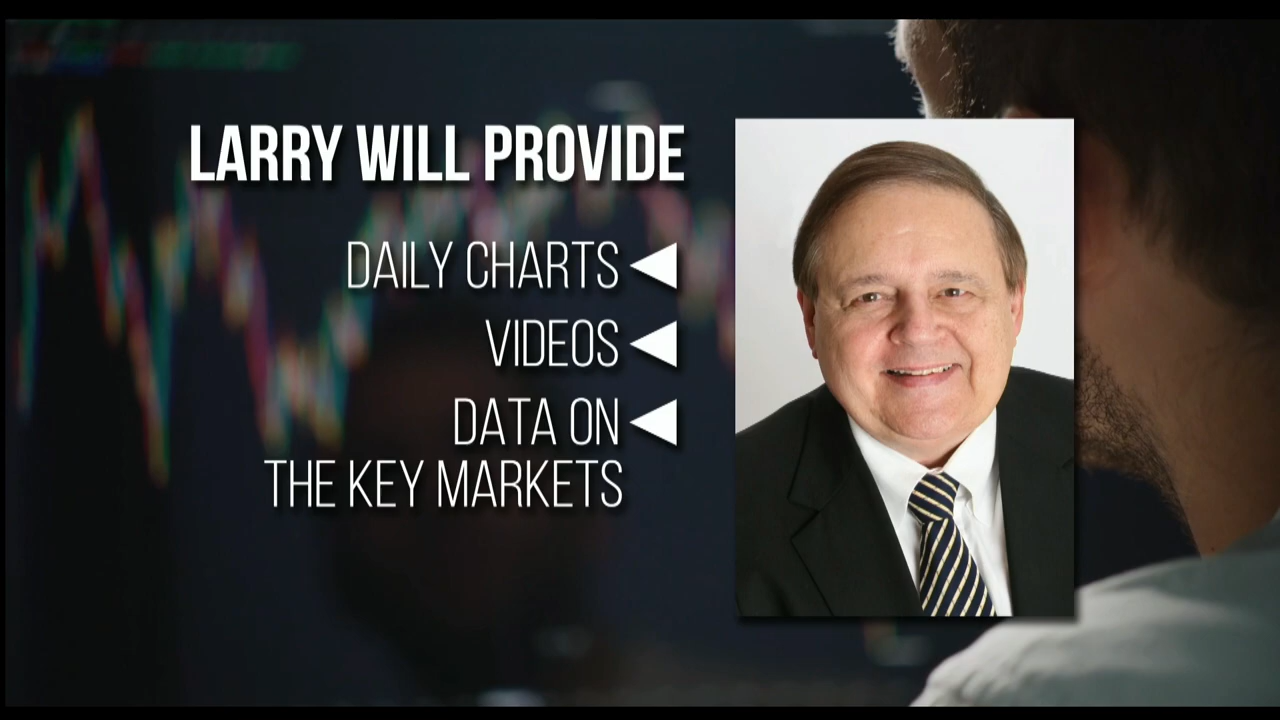 LARRY WILL PROVIDE
DAILY CHARTS
VIDEOS
DATA ON
THE KEY MARKETS